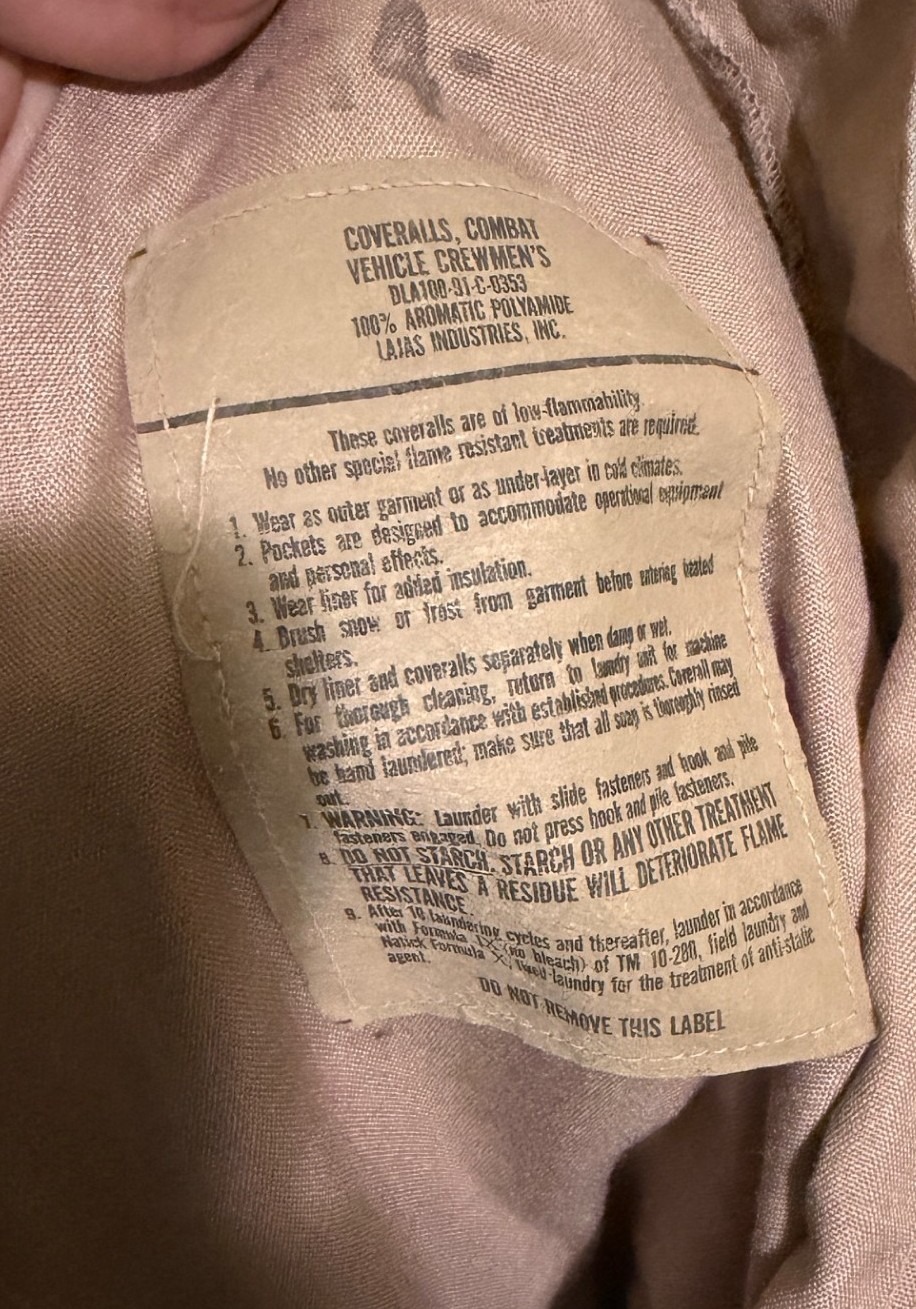 COVERALLS, COMBAT
VEHICLE CREWMEN'S
DLA100-91-C-0353
100% AROMATIC POLYAMIDE
LAJAS INDUSTRIES, INC.
These coveralls are of low-flammability.
No other special flame resistant treatments are required.
1. Wear as outer garment or as under-layer in cold climates.
2. Pockets are designed to accommodate operational equipment
and personal effects.
3. Wear liner for added insulation.
4. Brush snow or frost from garment before entering heated
shelters.
5. Dry liner and coveralls separately when damp or wet.
6. For thorough cleaning, return to laundry unit for machine
washing in accordance with established procedures. Coverall may
be hand laundered; make sure that all soap is thoroughly rinsed
out.
7. WARNING: Launder with slide fasteners and hook and pile
fasteners engaged. Do not press hook and pile fasteners.
8. DO NOT STARCH. STARCH OR ANY OTHER TREATMENT
THAT LEAVES A RESIDUE WILL DETERIORATE FLAME
RESISTANCE.
9. After 10 laundering cycles and thereafter, launder in accordance
with Formula IX (no bleach) of TM 10-280, field laundry and
Natick Formula X, fixed-laundry for the treatment of anti-static
agent.
DO NOT REMOVE THIS LABEL